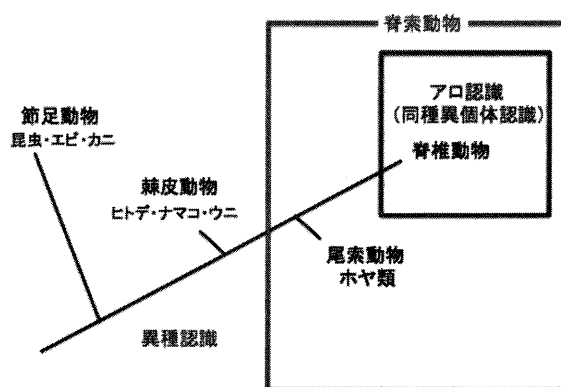 脊索動物
アロ認識
(同種異個体認識)
脊椎動物
節足動物
昆虫・エビ・カニ
棘皮動物
ヒトデ・ナマコ・ウニ
尾索動物
ホヤ類
異種認識